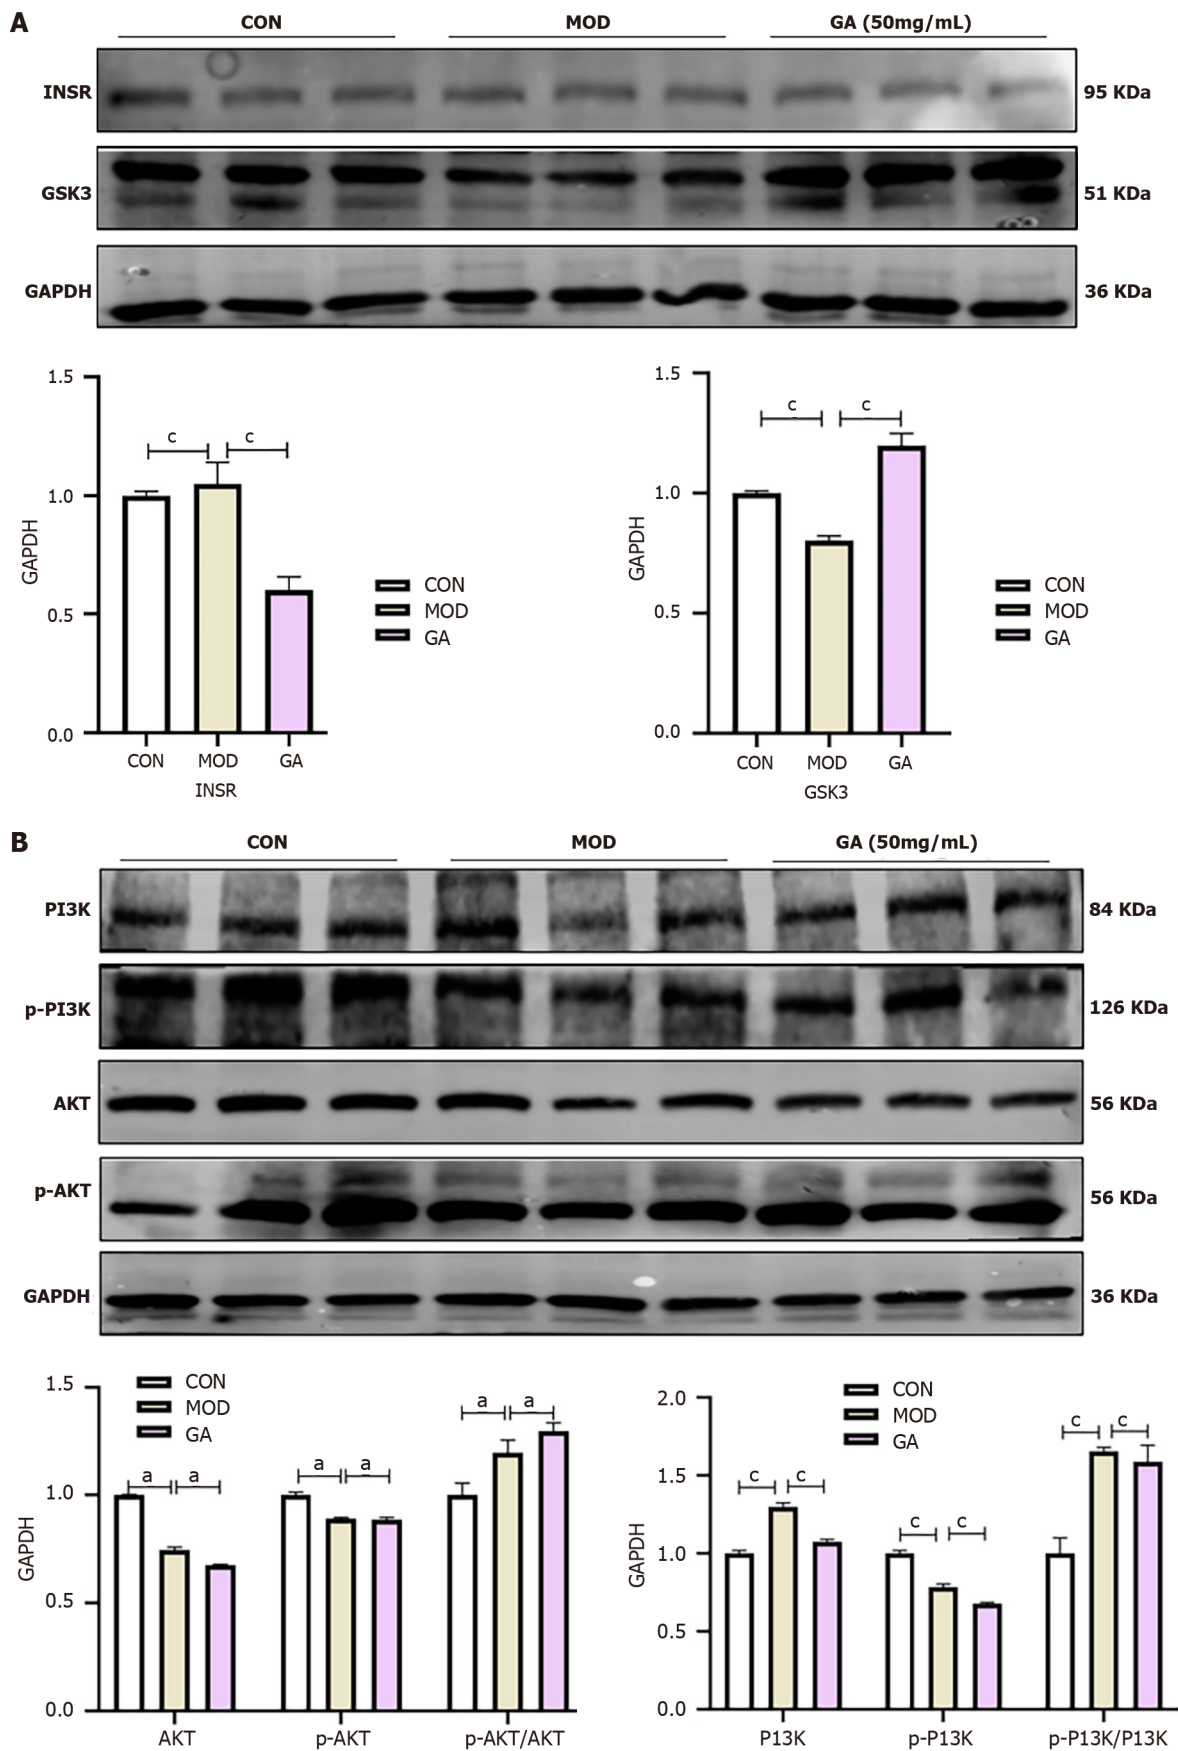 A
CON MOD GA (50mg/mL)
INSR 95 KDa
GSK3 51 KDa
GAPDH 36 KDa
1.5
1.0
0.5
0.0
GAPDH
c c
CON
MOD
GA
CON MOD GA
INSR
1.5
1.0
0.5
0.0
GAPDH
c c
CON
MOD
GA
CON MOD GA
GSK3
B
CON MOD GA (50mg/mL)
PI3K 84 KDa
p-PI3K 126 KDa
AKT 56 KDa
p-AKT 56 KDa
GAPDH 36 KDa
1.5
1.0
0.5
0.0
GAPDH
CON
MOD
GA
a a
a a
a a
AKT p-AKT p-AKT/AKT
2.0
1.5
1.0
0.5
0.0
GAPDH
CON
MOD
GA
c c
c c
c c
P13K p-P13K p-P13K/P13K